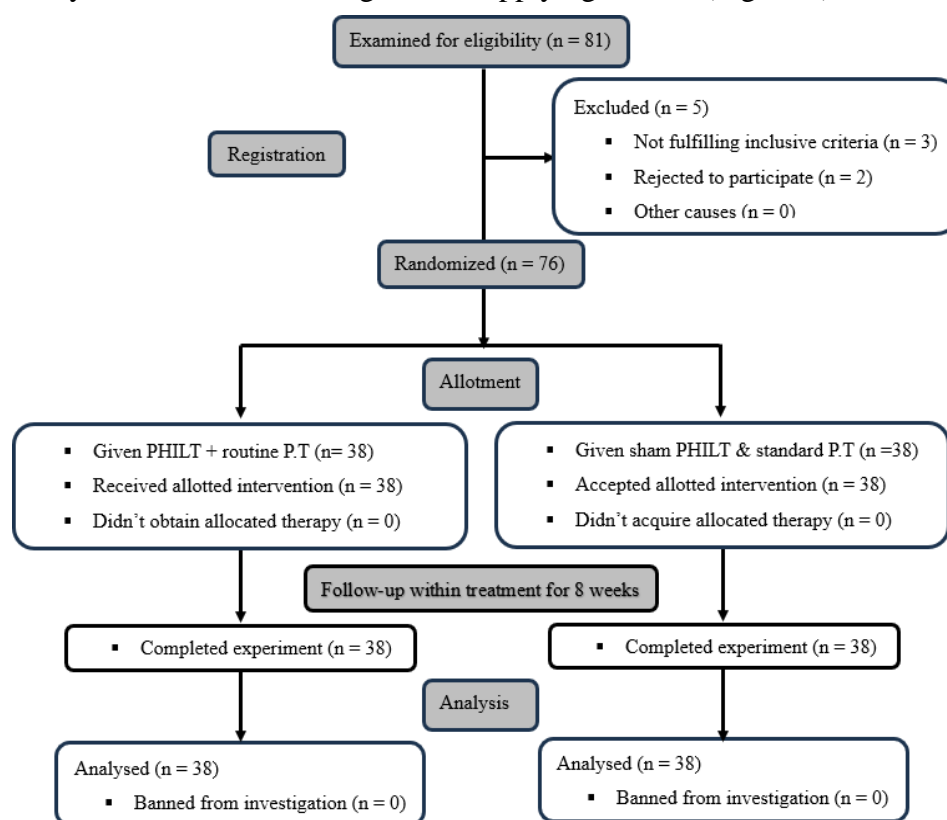 Examined for eligibility (n = 81)
Excluded (n = 5)
▪ Not fulfilling inclusive criteria (n = 3)
▪ Rejected to participate (n = 2)
▪ Other causes (n = 0)
Registration
Randomized (n = 76)
Allotment
▪ Given PHILT + routine P.T (n= 38)
▪ Received allotted intervention (n = 38)
▪ Didn’t obtain allocated therapy (n = 0)
▪ Given sham PHILT & standard P.T (n =38)
▪ Accepted allotted intervention (n = 38)
▪ Didn’t acquire allocated therapy (n = 0)
Follow-up within treatment for 8 weeks
▪ Completed experiment (n = 38)
▪ Completed experiment (n = 38)
Analysis
Analysed (n = 38)
▪ Banned from investigation (n = 0)
Analysed (n = 38)
▪ Banned from investigation (n = 0)